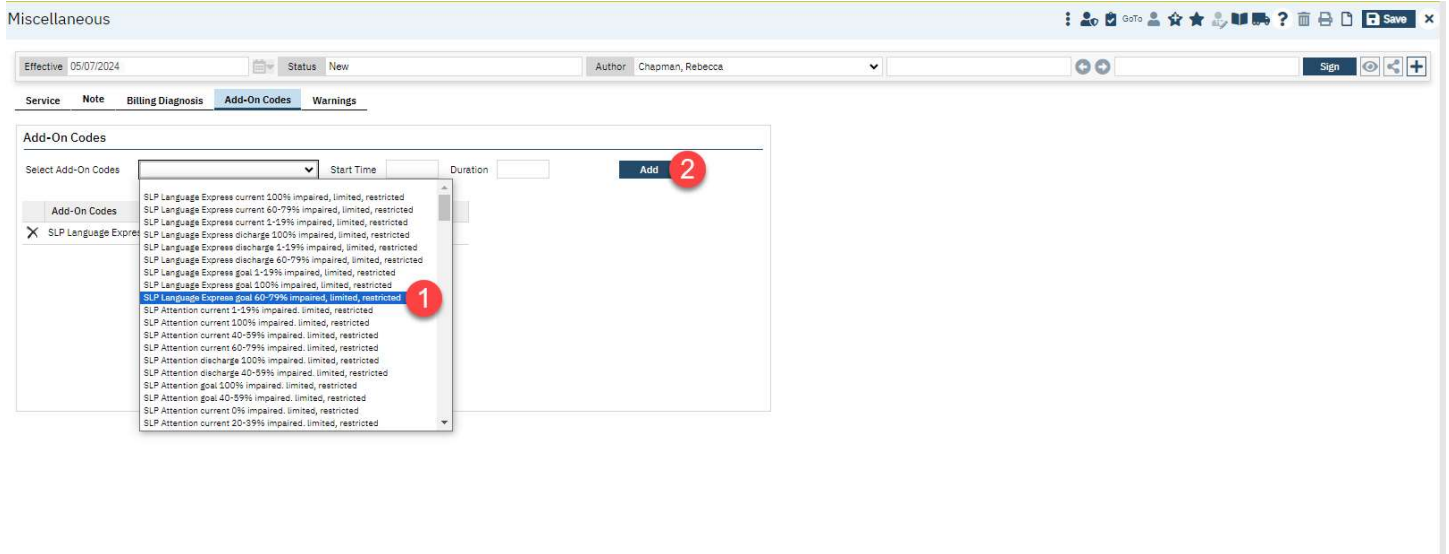 Miscellaneous
GoTo ? Save ×
Effective 05/07/2024 Status New Author Chapman, Rebecca Sign
Service Note Billing Diagnosis Add-On Codes Warnings
Add-On Codes
Select Add-On Codes Start Time Duration Add 2
SLP Language Express current 100% impaired, limited, restricted
SLP Language Express current 60-79% impaired, limited, restricted
Add-On Codes
SLP Language Express current 1-19% impaired, limited, restricted
SLP Language Expres
SLP Language Express dicharge 100% impaired, limited, restricted
SLP Language Express discharge 1-19% impaired, limited, restricted
SLP Language Express discharge 60-79% impaired, limited, restricted
SLP Language Express goal 1-19% impaired, limited, restricted
SLP Language Express goal 100% impaired, limited, restricted
SLP Language Express goal 60-79% impaired, limited, restricted 1
SLP Attention current 1-19% impaired. limited, restricted
SLP Attention current 100% impaired. limited, restricted
SLP Attention current 40-59% impaired. limited, restricted
SLP Attention current 60-79% impaired. limited, restricted
SLP Attention discharge 100% impaired. limited, restricted
SLP Attention discharge 40-59% impaired. limited, restricted
SLP Attention goal 100% impaired. limited, restricted
SLP Attention goal 40-59% impaired. limited, restricted
SLP Attention current 0% impaired. limited, restricted
SLP Attention current 20-39% impaired. limited, restricted